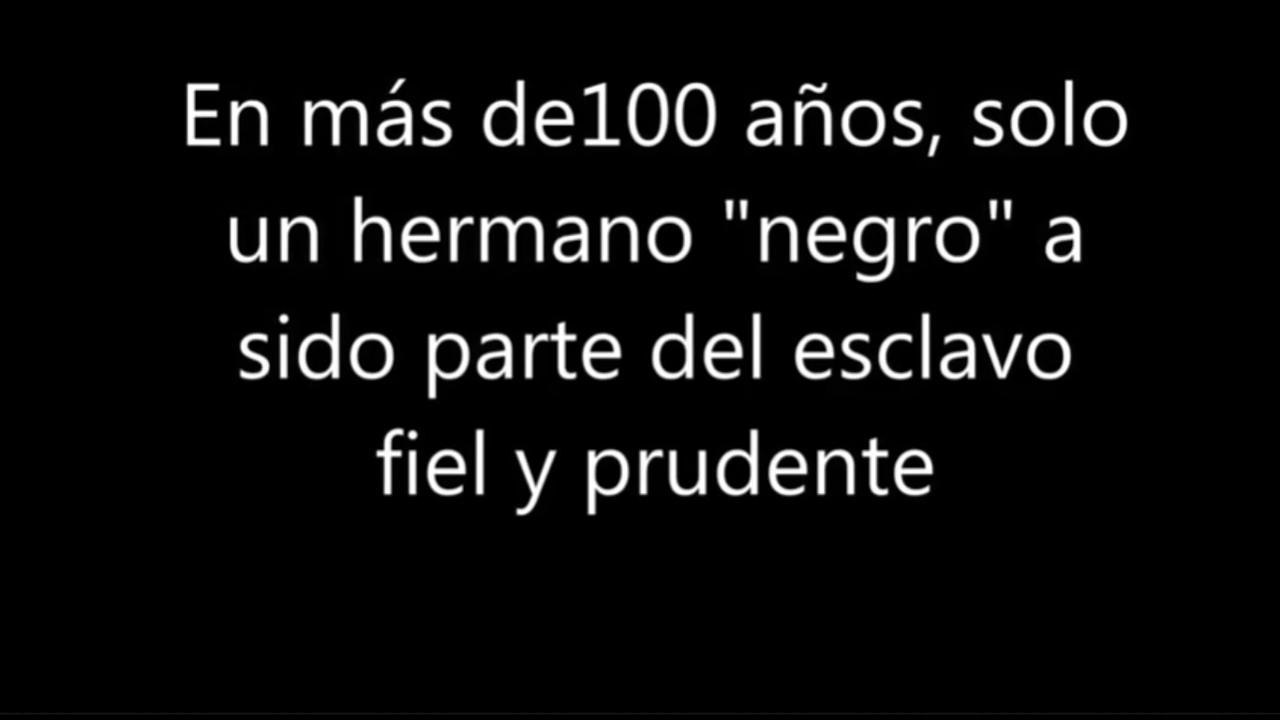 En más de100 años, solo
un hermano "negro" a
sido parte del esclavo
fiel y prudente